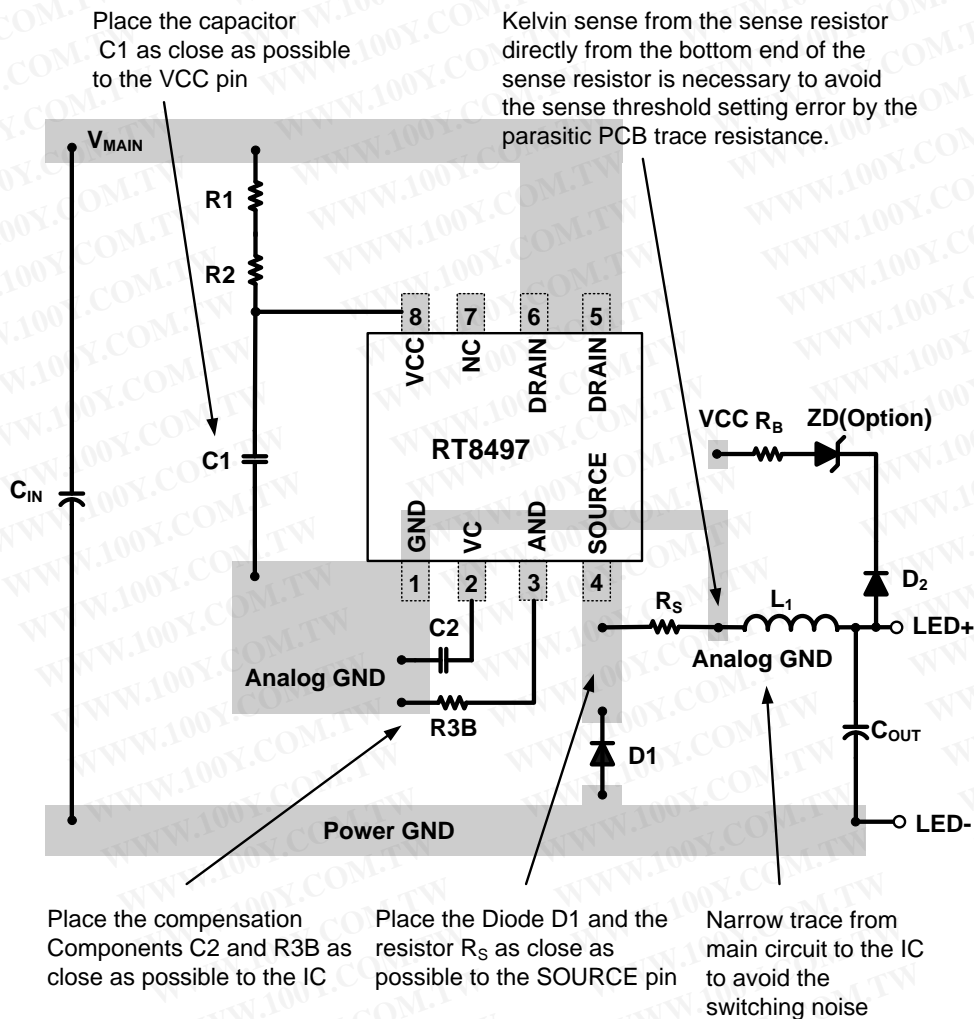 Place the capacitor
C1 as close as possible
to the VCC pin
Kelvin sense from the sense resistor
directly from the bottom end of the
sense resistor is necessary to avoid
the sense threshold setting error by the
parasitic PCB trace resistance.
VMAIN
R1
R2
8
7
6
5
VCC
NC
DRAIN
DRAIN
RT8497
C1
CIN
VCC
RB
ZD(Option)
GND
VC
AND
SOURCE
1
2
3
4
D2
RS
L1
LED+
C2
Analog GND
Analog GND
R3B
COUT
D1
Power GND
LED-
Place the compensation
Components C2 and R3B as
close as possible to the IC
Place the Diode D1 and the
resistor RS as close as
possible to the SOURCE pin
Narrow trace from
main circuit to the IC
to avoid the
switching noise
WWW.100Y.COM.TW